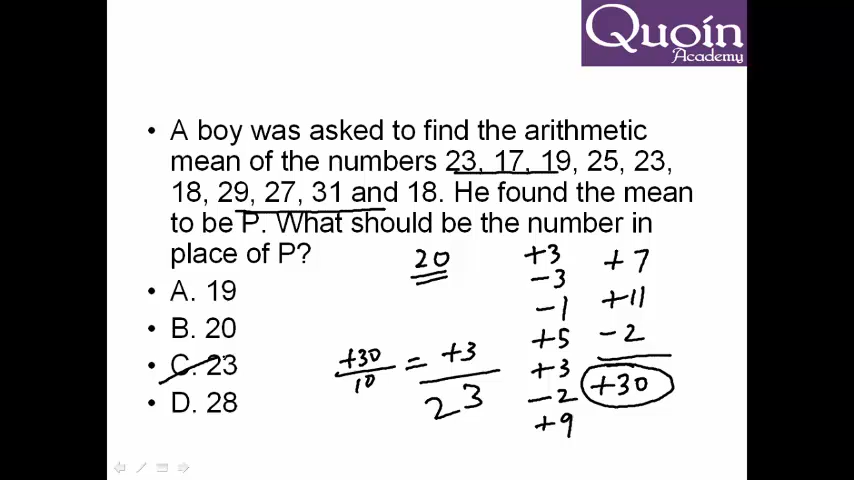 Quoin
Academy
• A boy was asked to find the arithmetic
mean of the numbers 23, 17, 19, 25, 23,
18, 29, 27, 31 and 18. He found the mean
to be P. What should be the number in
place of P?
• A. 19
• B. 20
• C. 23
• D. 28
20
+30/10 = +3
23
+3
-3
-1
+5
+3
-2
+9
+7
+11
-2
+30